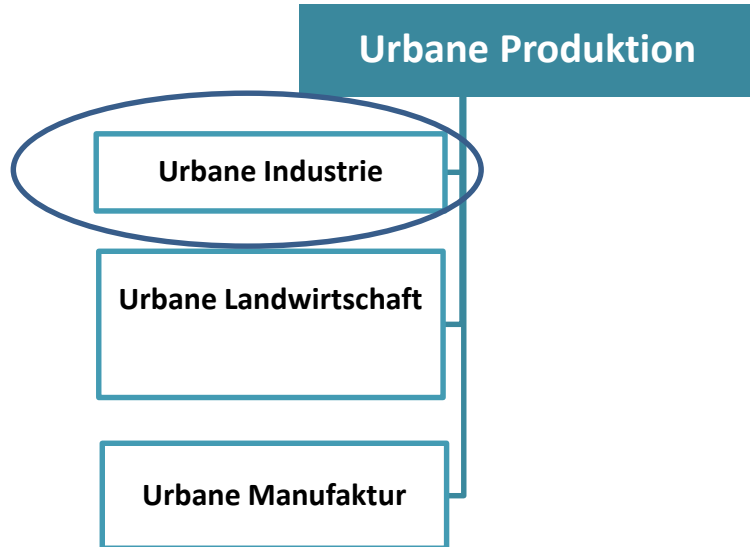 Urbane Produktion
Urbane Industrie
Urbane Landwirtschaft
Urbane Manufaktur